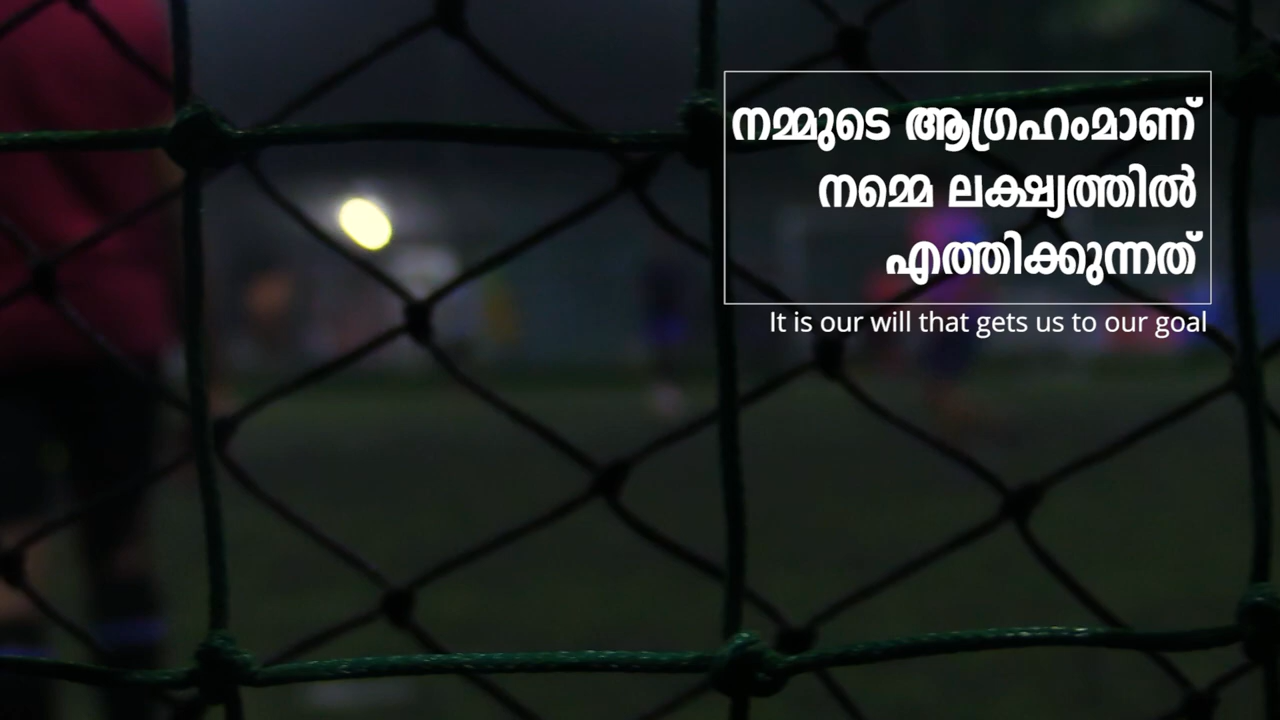 നമ്മുടെ ആഗ്രഹംമാണ്
നമ്മെ ലക്ഷ്യത്തിൽ
എത്തിക്കുന്നത്
It is our will that gets us to our goal